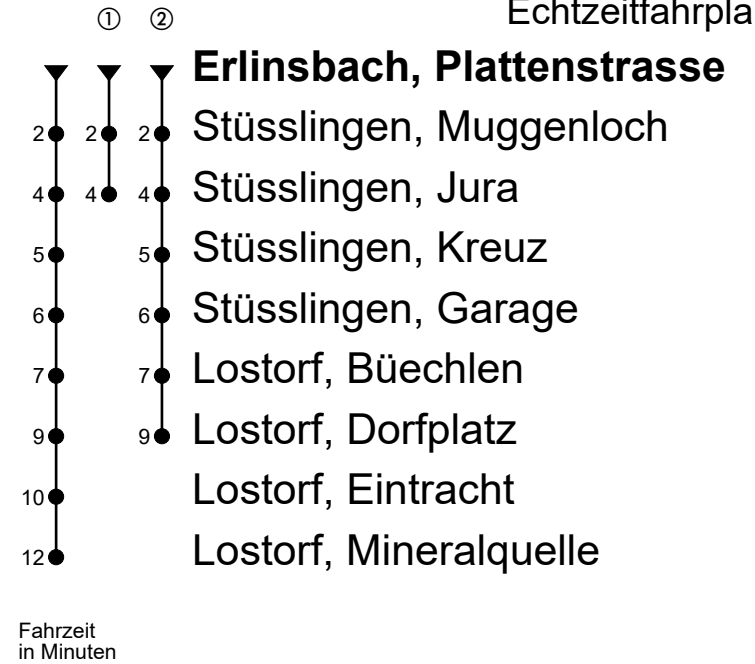 ① ② Echtzeitfahrpla
Erlinsbach, Plattenstrasse
2 2 2 Stüsslingen, Muggenloch
4 4 4 Stüsslingen, Jura
5 5 Stüsslingen, Kreuz
6 6 Stüsslingen, Garage
7 7 Lostorf, Büechlen
9 9 Lostorf, Dorfplatz
10 Lostorf, Eintracht
12 Lostorf, Mineralquelle
Fahrzeit
in Minuten